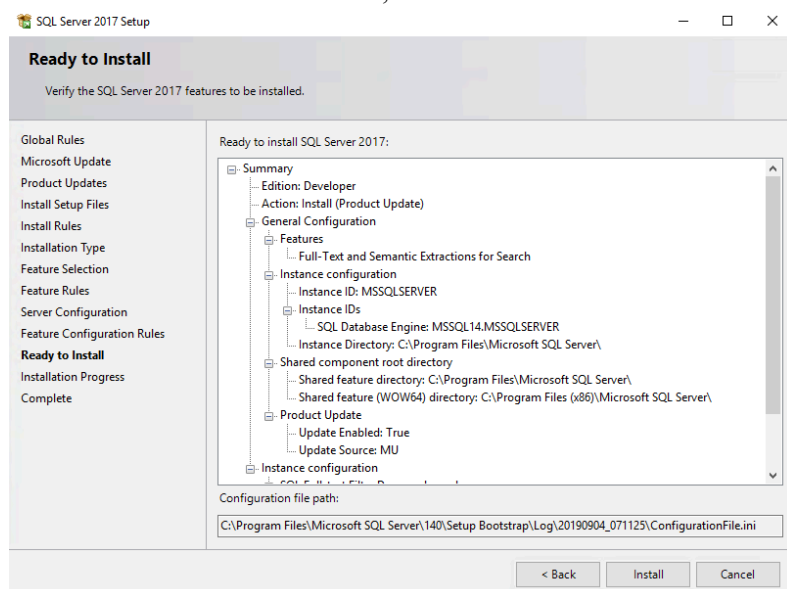 SQL Server 2017 Setup
Ready to Install
Verify the SQL Server 2017 features to be installed.
Global Rules
Microsoft Update
Product Updates
Install Setup Files
Install Rules
Installation Type
Feature Selection
Feature Rules
Server Configuration
Feature Configuration Rules
Ready to Install
Installation Progress
Complete
Ready to install SQL Server 2017:
Summary
Edition: Developer
Action: Install (Product Update)
General Configuration
Features
Full-Text and Semantic Extractions for Search
Instance configuration
Instance ID: MSSQLSERVER
Instance IDs
SQL Database Engine: MSSQL14.MSSQLSERVER
Instance Directory: C:\Program Files\Microsoft SQL Server\
Shared component root directory
Shared feature directory: C:\Program Files\Microsoft SQL Server\
Shared feature (WOW64) directory: C:\Program Files (x86)\Microsoft SQL Server\
Product Update
Update Enabled: True
Update Source: MU
Instance configuration
Configuration file path:
C:\Program Files\Microsoft SQL Server\140\Setup Bootstrap\Log\20190904_071125\ConfigurationFile.ini
< Back
Install
Cancel